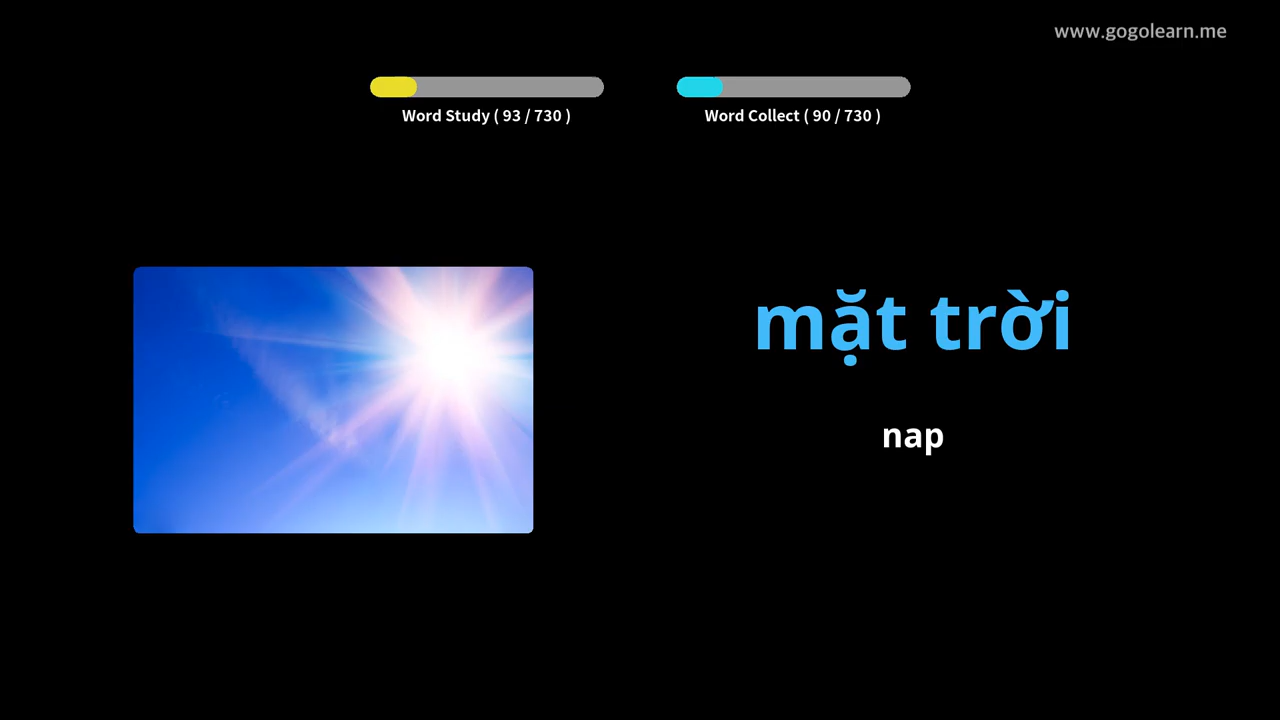 www.gogolearn.me
Word Study ( 93 / 730 )
Word Collect ( 90 / 730 )
mặt trời
nap